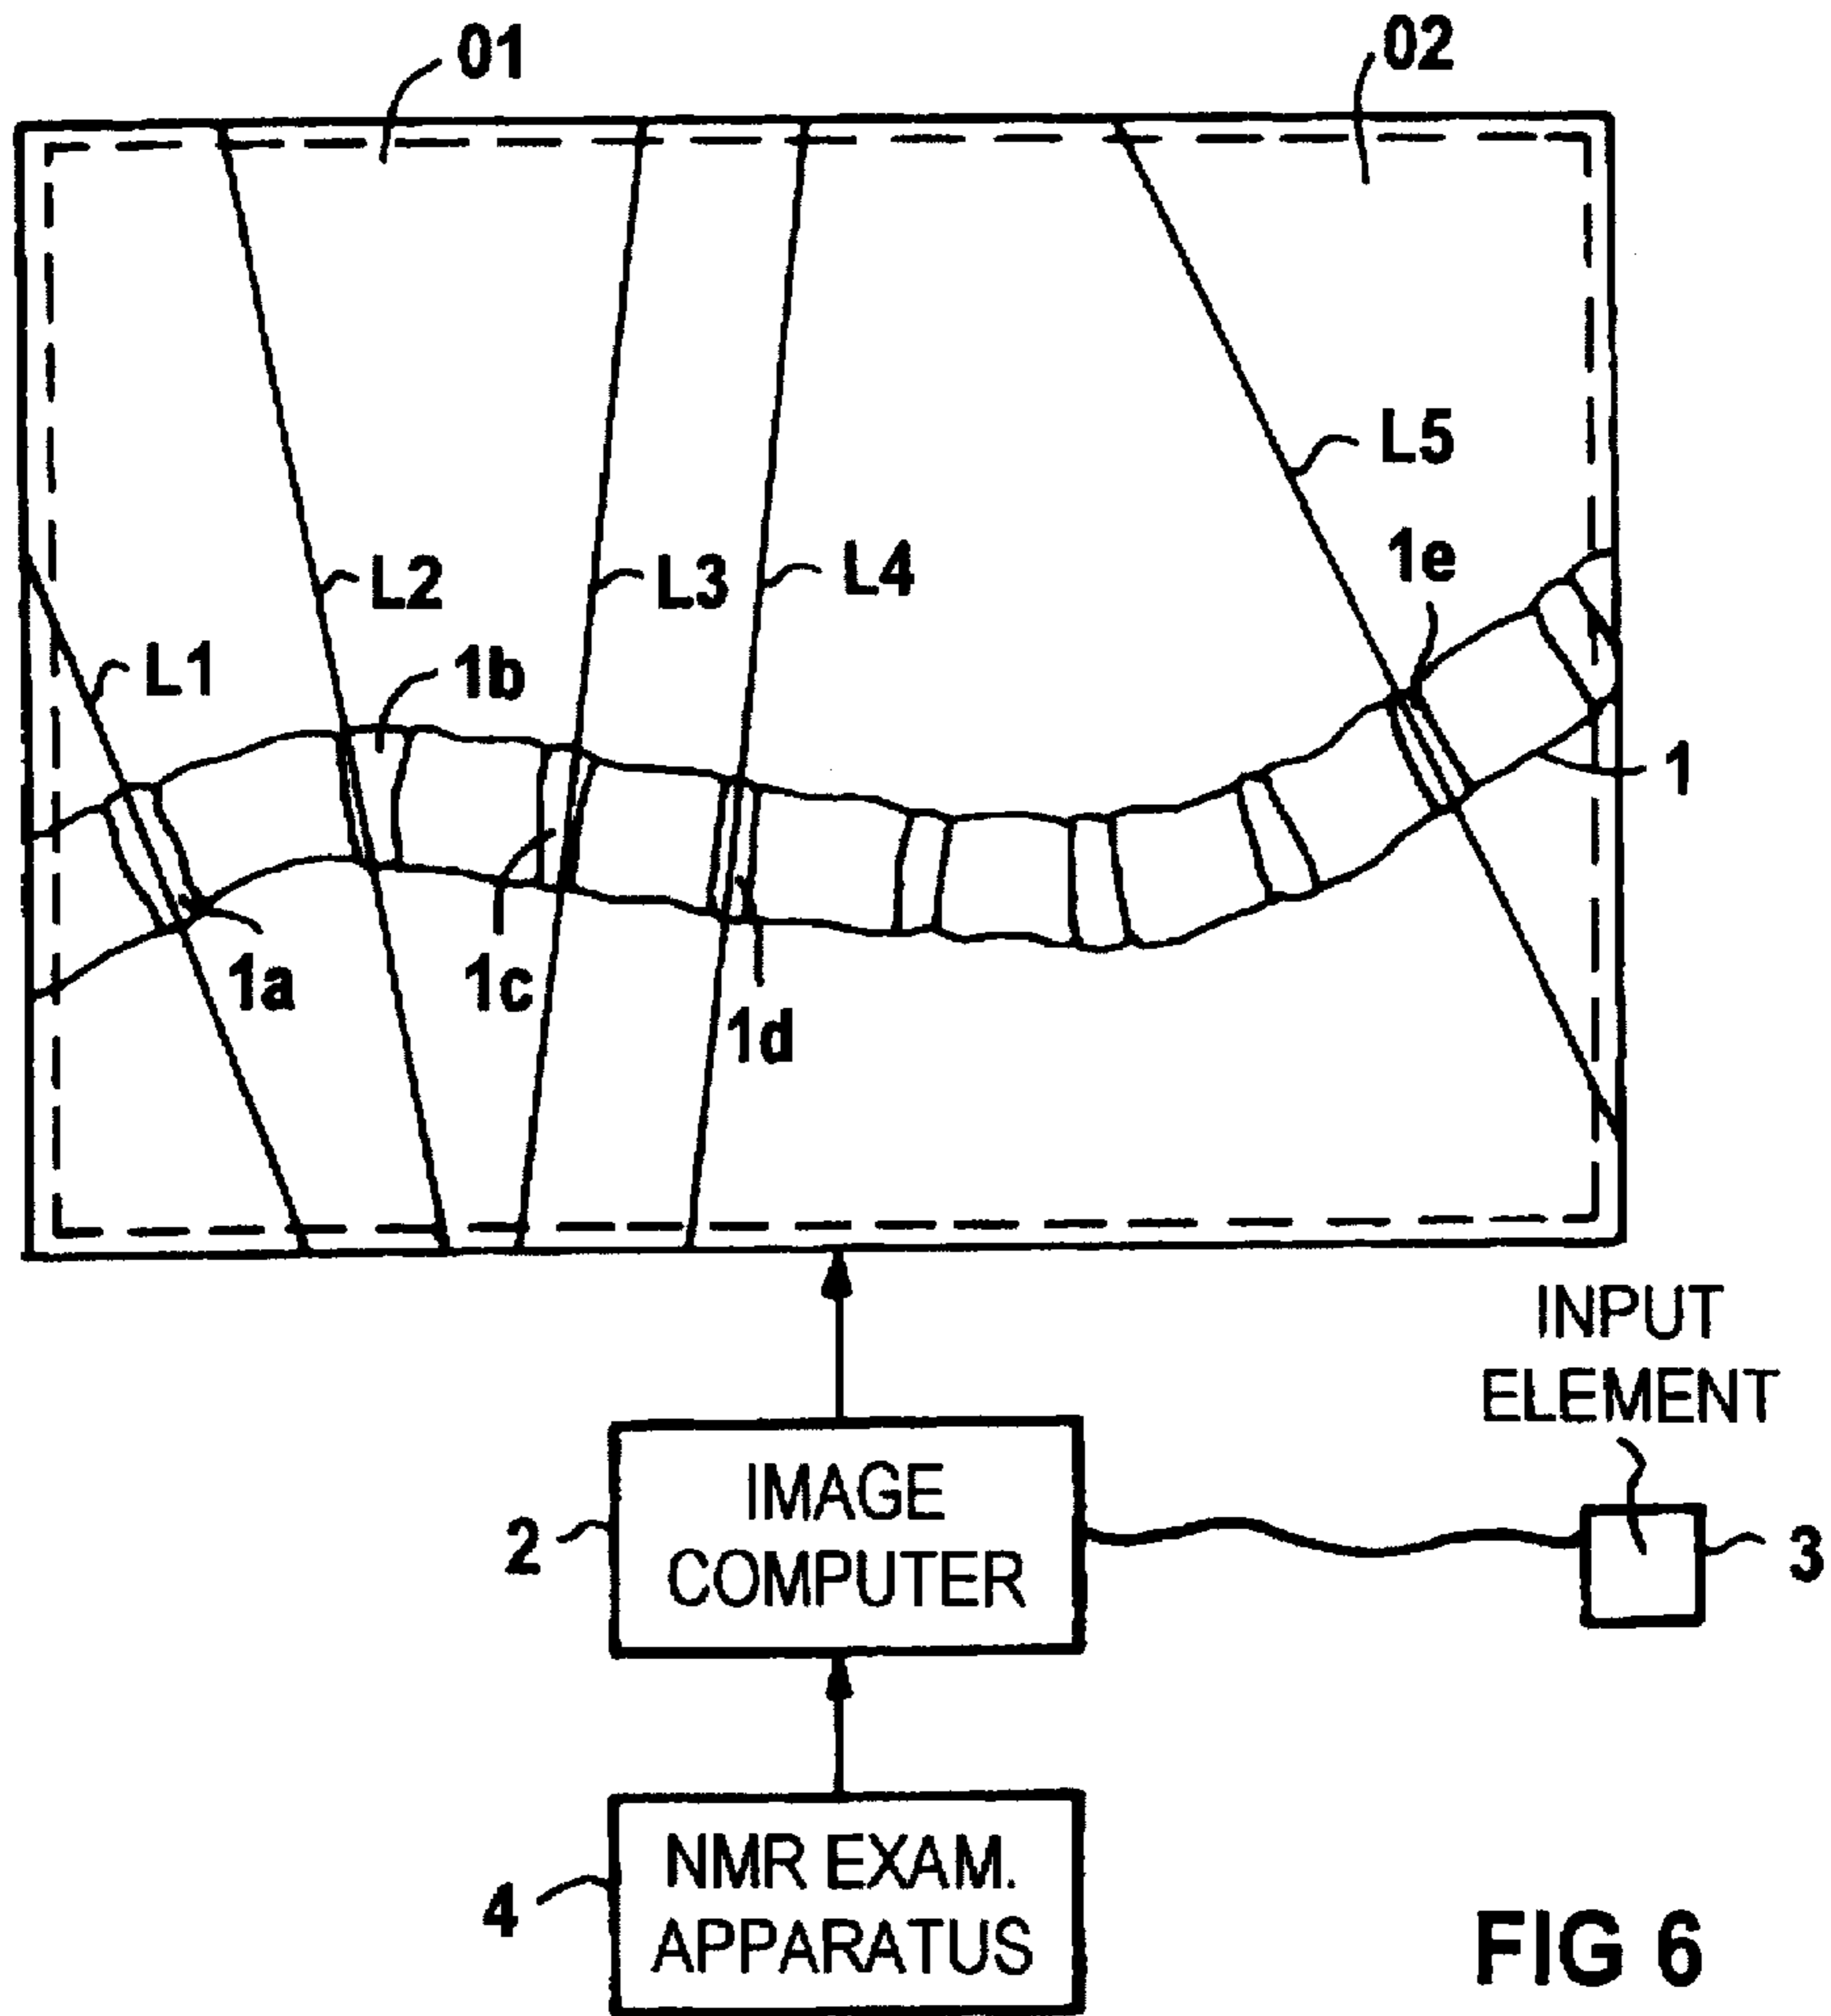 01
02
L5
1e
L2
L3
L4
L1
1b
1
1a
1c
1d
INPUT
ELEMENT
IMAGE
COMPUTER
2
3
NMR EXAM.
APPARATUS
4
FIG 6